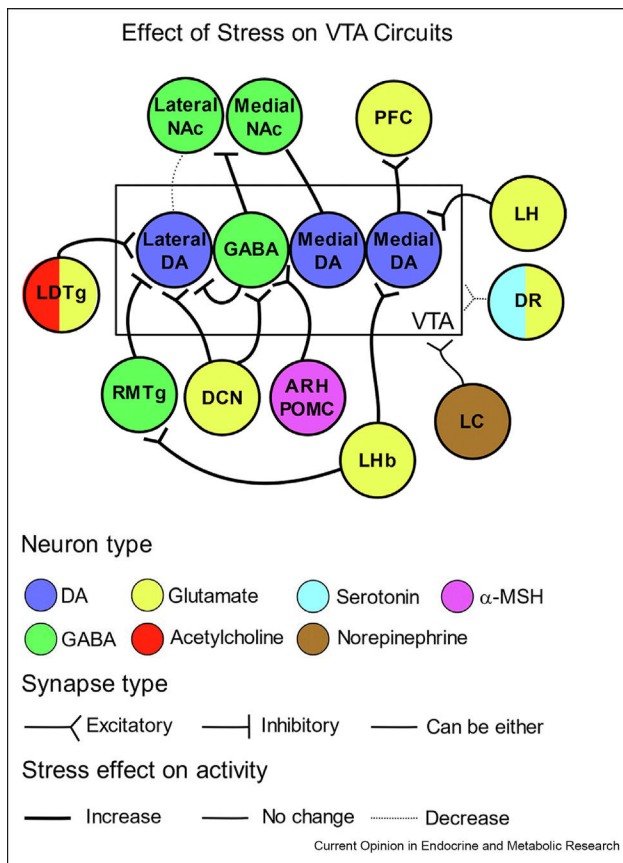 Effect of Stress on VTA Circuits
Lateral
NAc
Medial
NAc
PFC
LH
Lateral
DA
GABA
Medial
DA
Medial
DA
LDTg
DR
VTA
RMTg
DCN
ARH
POMC
LHb
LC
Neuron type
DA
Glutamate
Serotonin
α-MSH
GABA
Acetylcholine
Norepinephrine
Synapse type
Excitatory
Inhibitory
Can be either
Stress effect on activity
Increase
No change
Decrease
Current Opinion in Endocrine and Metabolic Research